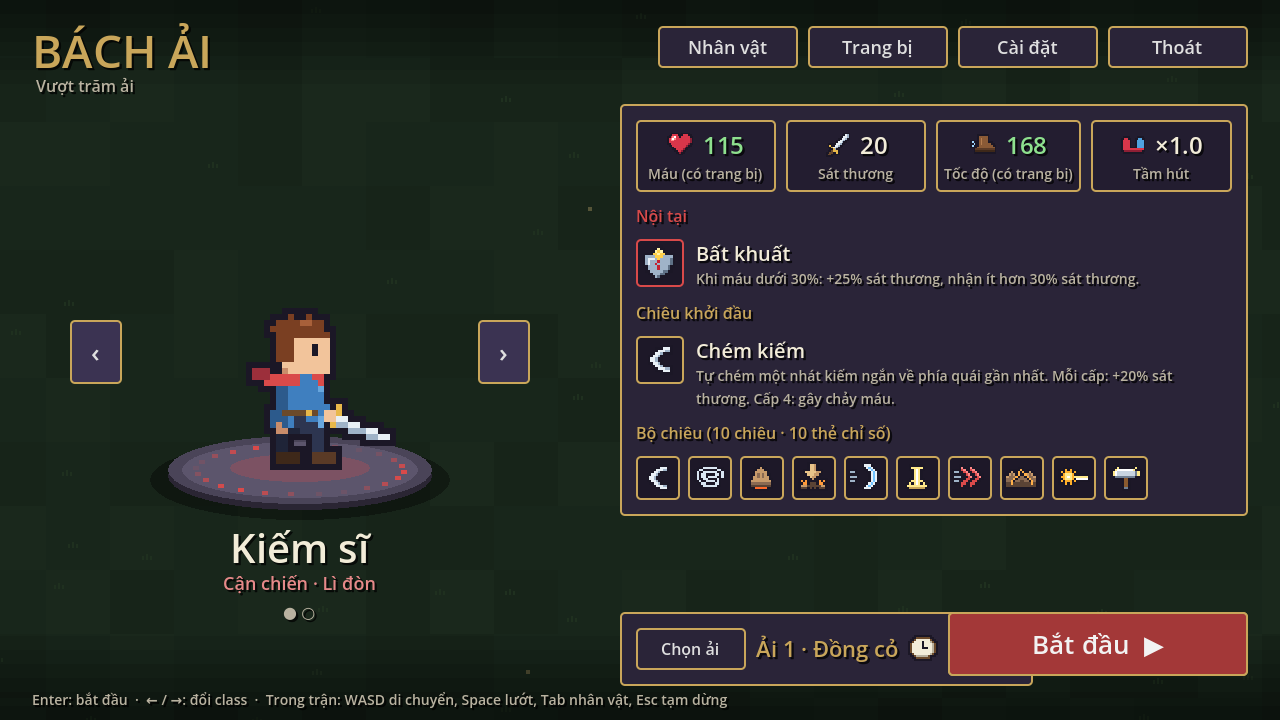 BÁCH ẢI
Vượt trăm ải
Nhân vật
Trang bị
Cài đặt
Thoát
115
Máu (có trang bị)
20
Sát thương
168
Tốc độ (có trang bị)
×1.0
Tầm hút
Nội tại
Bất khuất
Khi máu dưới 30%: +25% sát thương, nhận ít hơn 30% sát thương.
Chiêu khởi đầu
Chém kiếm
Tự chém một nhát kiếm ngắn về phía quái gần nhất. Mỗi cấp: +20% sát
thương. Cấp 4: gây chảy máu.
Bộ chiêu (10 chiêu · 10 thẻ chỉ số)
‹
›
Kiếm sĩ
Cận chiến · Lì đòn
Chọn ải
Ải 1 · Đồng cỏ
Bắt đầu ▶
Enter: bắt đầu · ← / →: đổi class · Trong trận: WASD di chuyển, Space lướt, Tab nhân vật, Esc tạm dừng